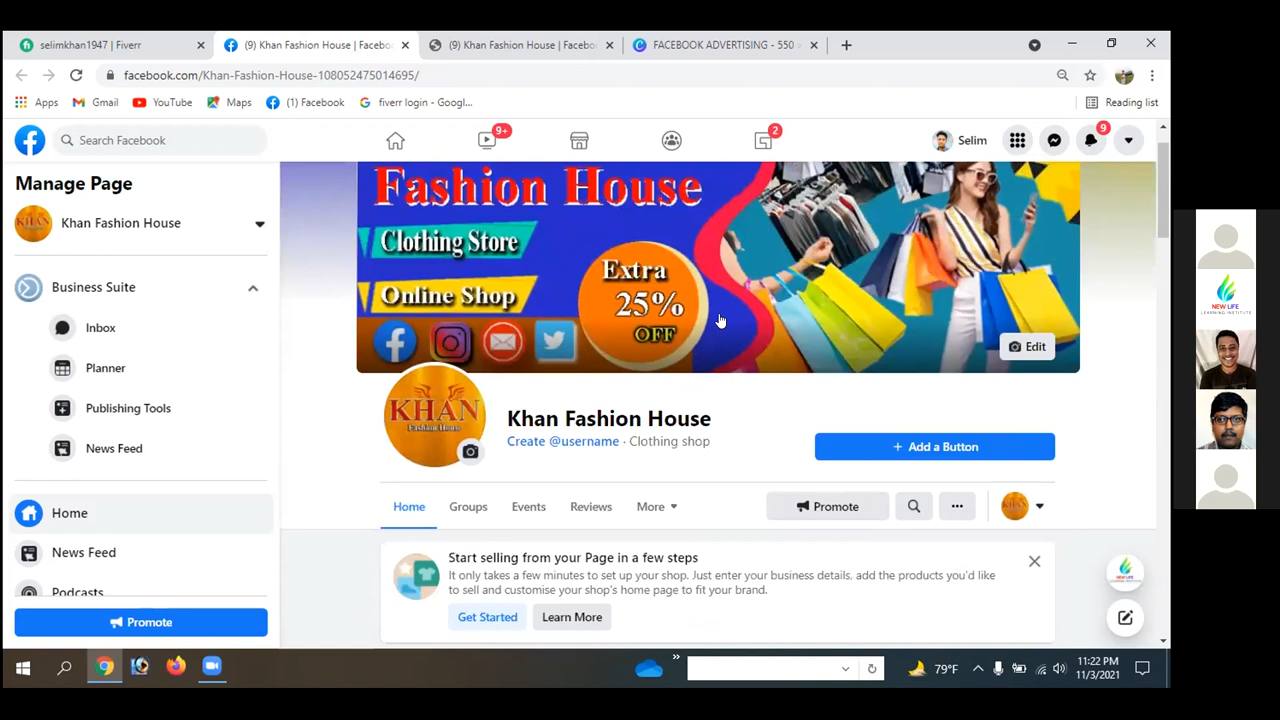 selimkhan1947 | Fiverr
(9) Khan Fashion House | Facebo
(9) Khan Fashion House | Facebo
FACEBOOK ADVERTISING - 550
facebook.com/Khan-Fashion-House-108052475014695/
Apps
Gmail
YouTube
Maps
(1) Facebook
fiverr login - Googl...
Reading list
Search Facebook
9+
2
Selim
9
Manage Page
Khan Fashion House
Business Suite
Inbox
Planner
Publishing Tools
News Feed
Home
News Feed
Podcasts
Promote
Fashion House
Clothing Store
Online Shop
Extra
25%
OFF
Edit
KHAN
Fashion House
Khan Fashion House
Create @username · Clothing shop
+ Add a Button
Home
Groups
Events
Reviews
More
Promote
Start selling from your Page in a few steps
It only takes a few minutes to set up your shop. Just enter your business details, add the products you'd like
to sell and customise your shop's home page to fit your brand.
Get Started
Learn More
NEW LIFE
LEARNING INSTITUTE
79°F
11:22 PM
11/3/2021